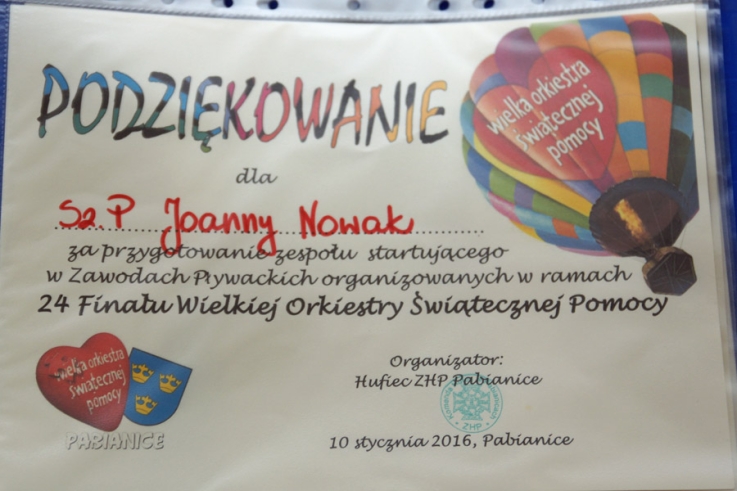 PODZIĘKOWANIE
wielka orkiestra
świątecznej
pomocy
dla
Sz.P Joanny Nowak
za przygotowanie zespołu startującego
w Zawodach Pływackich organizowanych w ramach
24 Finału Wielkiej Orkiestry Świątecznej Pomocy
wielka orkiestra
świątecznej
pomocy
PABIANICE
Organizator:
Hufiec ZHP Pabianice
ZHP
10 stycznia 2016, Pabianice